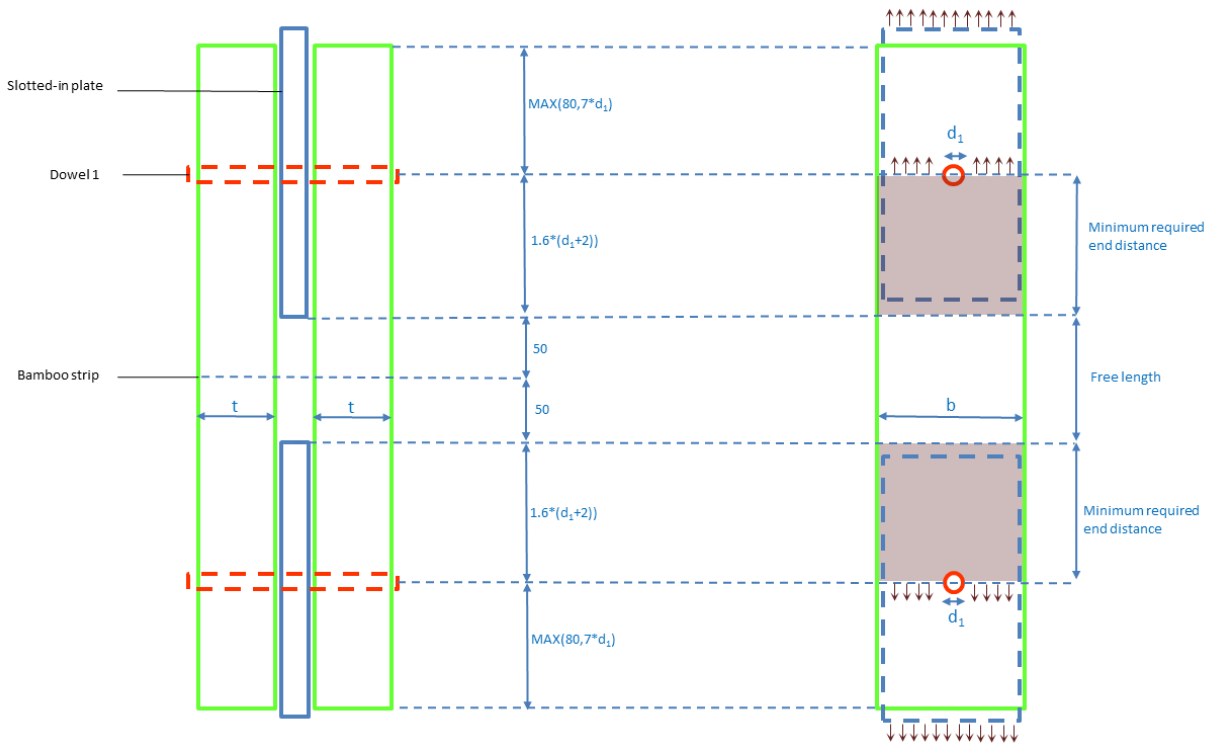 Slotted-in plate
MAX(80,7*d₁)
d₁
Dowel 1
1.6*(d₁+2))
Minimum required
end distance
50
Bamboo strip
Free length
t
t
50
b
1.6*(d₁+2))
Minimum required
end distance
d₁
MAX(80,7*d₁)